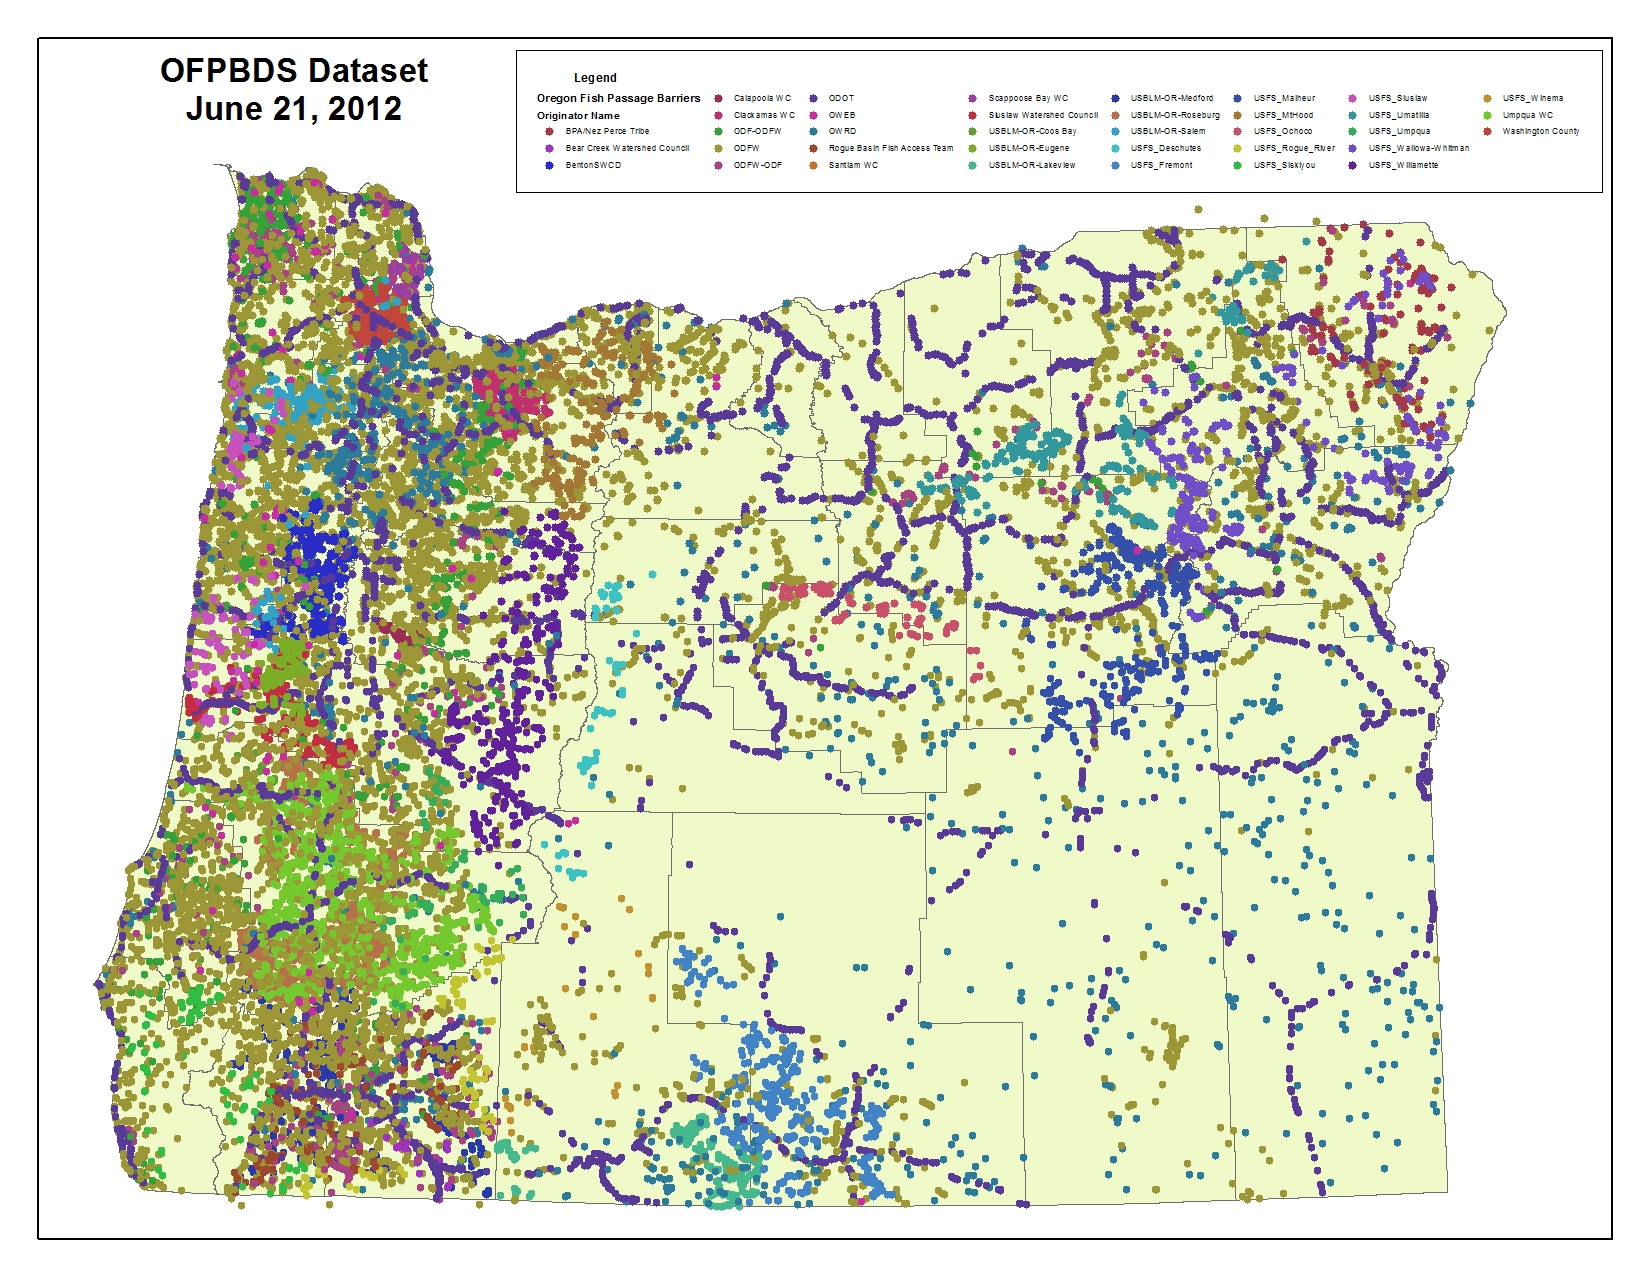 OFPBDS Dataset
June 21, 2012
Legend
Oregon Fish Passage Barriers
Originator Name
BPA/Nez Perce Tribe
Bear Creek Watershed Council
BentonSWCD
Calapooia WC
Clackamas WC
ODF-ODFW
ODFW
ODFW-ODF
ODOT
OWEB
OWRD
Rogue Basin Fish Access Team
Santiam WC
Scappoose Bay WC
Siuslaw Watershed Council
USBLM-OR-Coos Bay
USBLM-OR-Eugene
USBLM-OR-Lakeview
USBLM-OR-Medford
USBLM-OR-Roseburg
USBLM-OR-Salem
USFS_Deschutes
USFS_Fremont
USFS_Malheur
USFS_MtHood
USFS_Ochoco
USFS_Rogue_River
USFS_Siskiyou
USFS_Siuslaw
USFS_Umatilla
USFS_Umpqua
USFS_Wallowa-Whitman
USFS_Willamette
USFS_Winema
Umpqua WC
Washington County